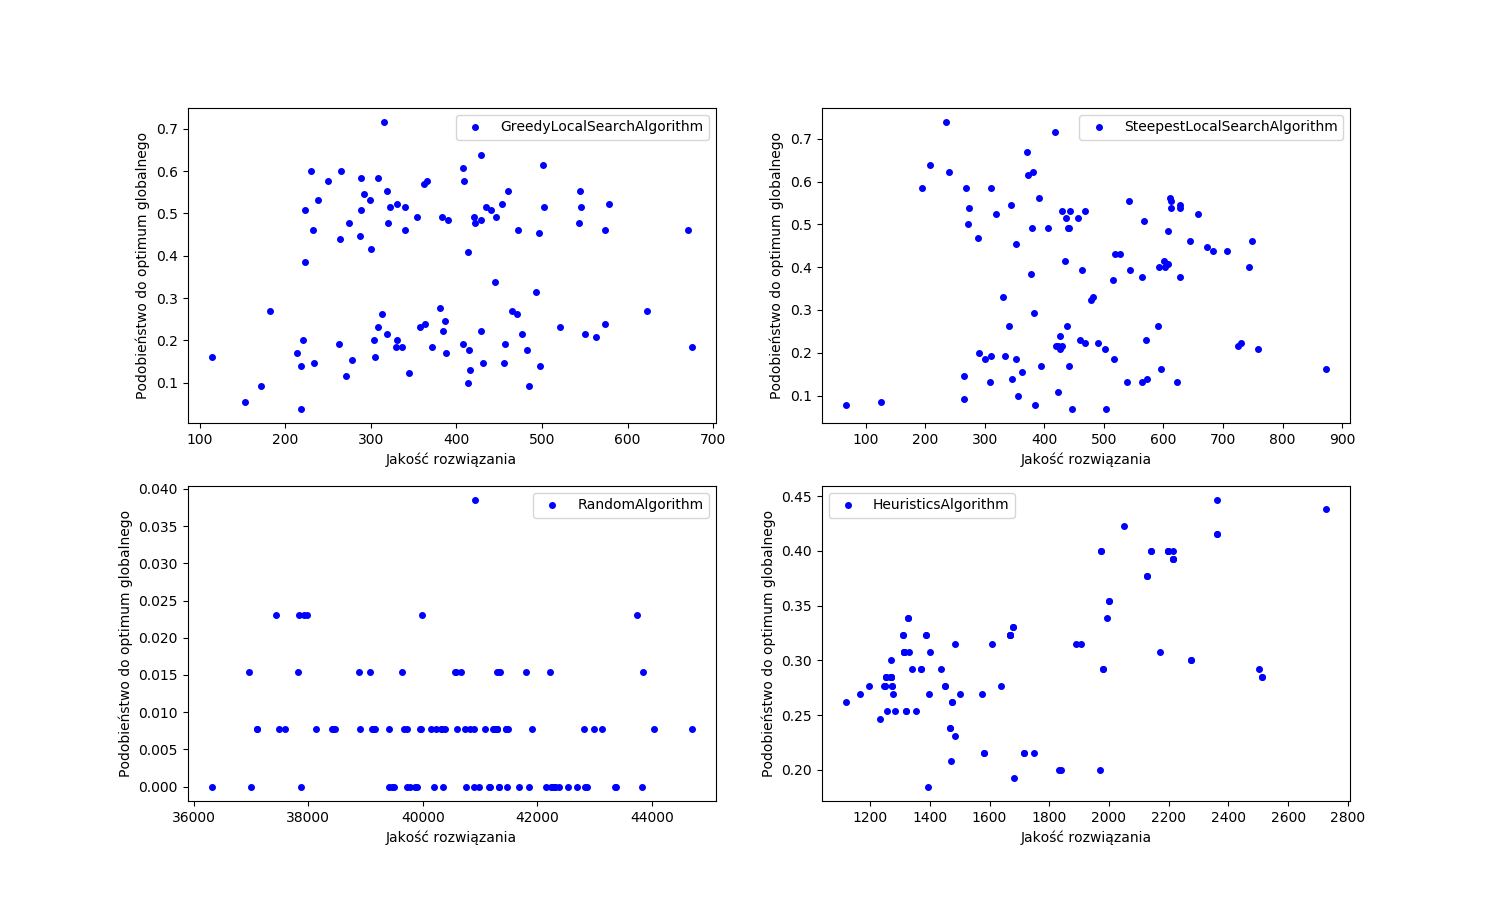 GreedyLocalSearchAlgorithm
Podobieństwo do optimum globalnego
0.7
0.6
0.5
0.4
0.3
0.2
0.1
100 200 300 400 500 600 700
Jakość rozwiązania
SteepestLocalSearchAlgorithm
Podobieństwo do optimum globalnego
0.7
0.6
0.5
0.4
0.3
0.2
0.1
100 200 300 400 500 600 700 800 900
Jakość rozwiązania
RandomAlgorithm
Podobieństwo do optimum globalnego
0.040
0.035
0.030
0.025
0.020
0.015
0.010
0.005
0.000
36000 38000 40000 42000 44000
Jakość rozwiązania
HeuristicsAlgorithm
Podobieństwo do optimum globalnego
0.45
0.40
0.35
0.30
0.25
0.20
1200 1400 1600 1800 2000 2200 2400 2600 2800
Jakość rozwiązania